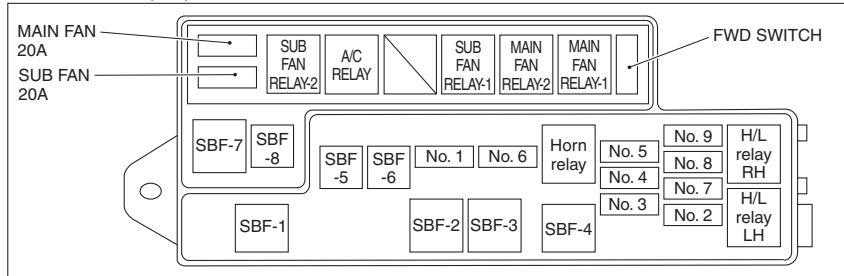 MAIN FAN
20A
SUB FAN
20A
SUB
FAN
RELAY-2
A/C
RELAY
SUB
FAN
RELAY-1
MAIN
FAN
RELAY-2
MAIN
FAN
RELAY-1
FWD SWITCH
SBF-7
SBF
-8
SBF
-5
SBF
-6
No. 1
No. 6
Horn
relay
No. 5
No. 4
No. 3
No. 9
No. 8
No. 7
No. 2
H/L
relay
RH
H/L
relay
LH
SBF-1
SBF-2
SBF-3
SBF-4